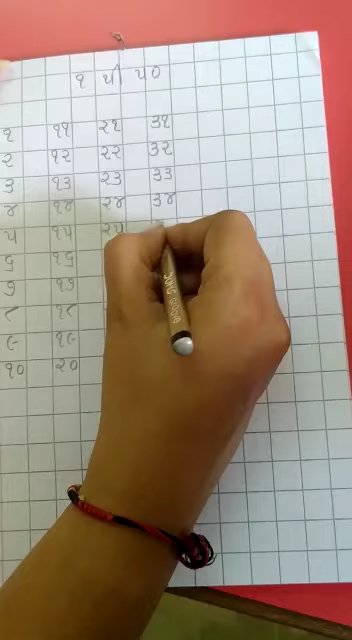 ૧ થી ૫૦
૧ ૧૧ ૨૧ ૩૧
૨ ૧૨ ૨૨ ૩૨
૩ ૧૩ ૨૩ ૩૩
૪ ૧૪ ૨૪ ૩૪
૫ ૧૫ ૨૫
૬ ૧૬
૭ ૧૭
૮ ૧૮
૯ ૧૯
૧૦ ૨૦